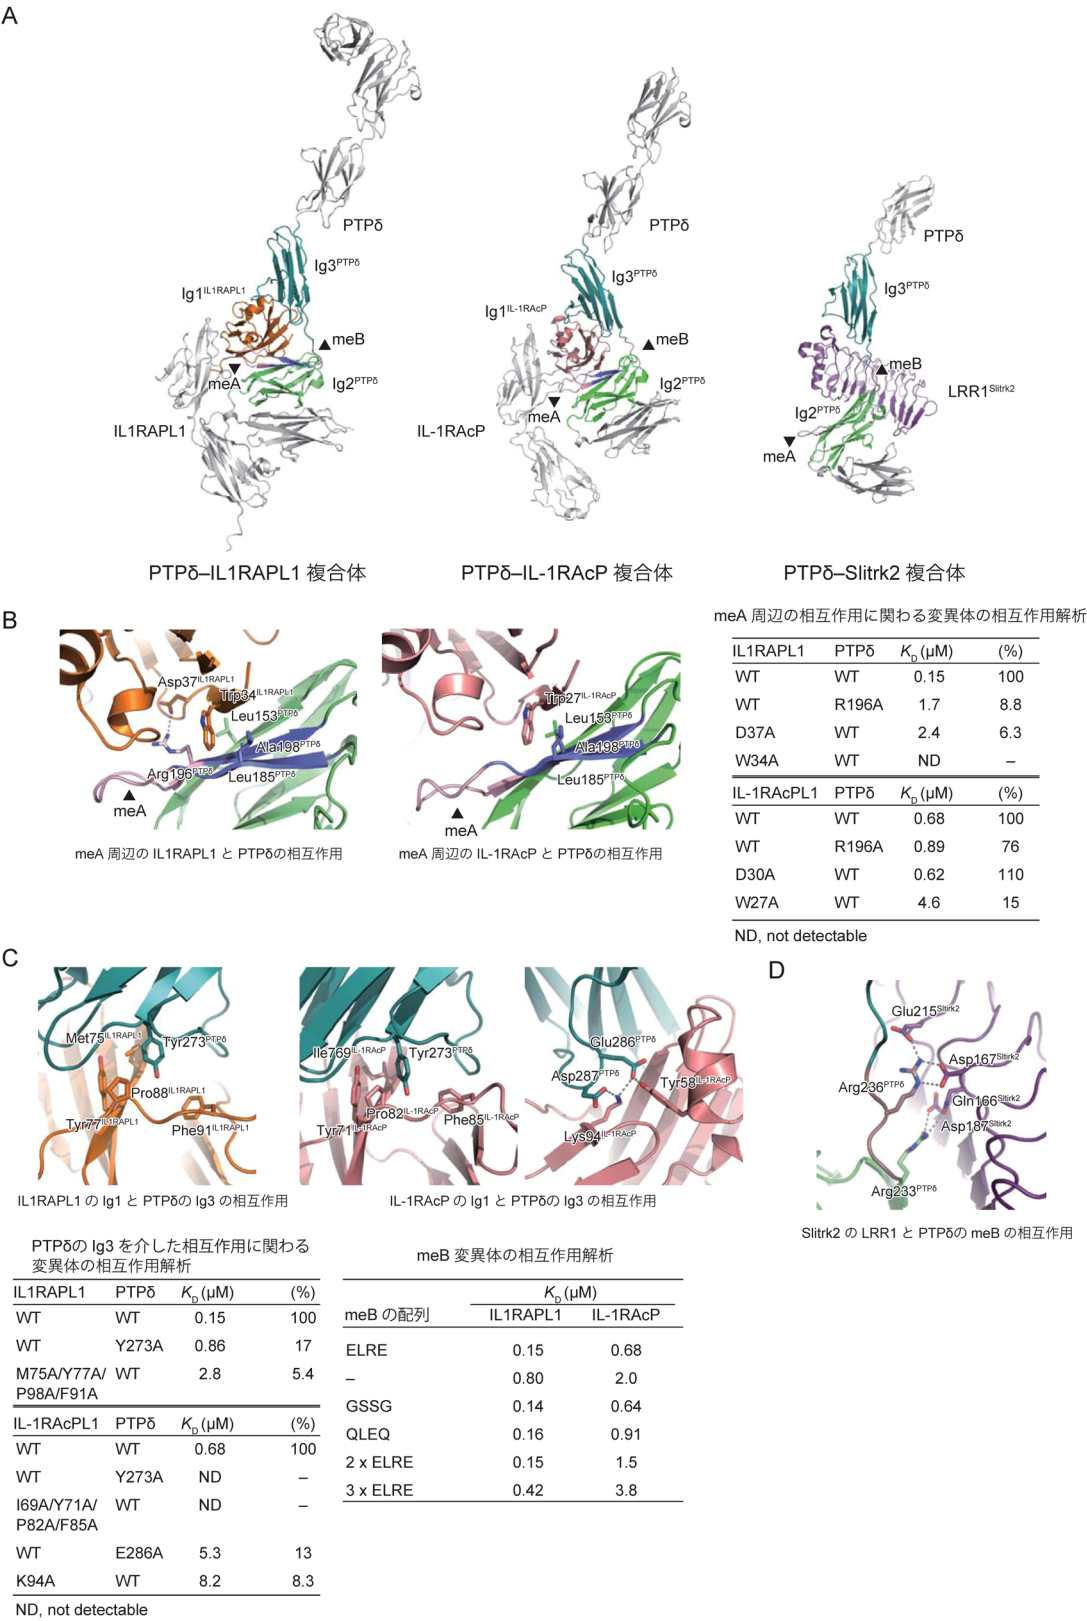 A
PTPδ
Ig3PTPδ
Ig1IL1RAPL1
meB
meA
Ig2PTPδ
IL1RAPL1
PTPδ–IL1RAPL1 複合体
PTPδ
Ig3PTPδ
Ig1IL-1RAcP
meB
Ig2PTPδ
meA
IL-1RAcP
PTPδ–IL-1RAcP 複合体
PTPδ
Ig3PTPδ
meB
LRR1Slitrk2
Ig2PTPδ
meA
PTPδ–Slitrk2 複合体
B
Asp37IL1RAPL1
Trp34IL1RAPL1
Leu153PTPδ
Ala198PTPδ
Arg196PTPδ
Leu185PTPδ
meA
meA 周辺の IL1RAPL1 と PTPδの相互作用
Trp27IL-1RAcP
Leu153PTPδ
Ala198PTPδ
Leu185PTPδ
meA
meA 周辺の IL-1RAcP と PTPδの相互作用
meA 周辺の相互作用に関わる変異体の相互作用解析
IL1RAPL1 PTPδ KD (μM) (%)
WT WT 0.15 100
WT R196A 1.7 8.8
D37A WT 2.4 6.3
W34A WT ND –
IL-1RAcPL1 PTPδ KD (μM) (%)
WT WT 0.68 100
WT R196A 0.89 76
D30A WT 0.62 110
W27A WT 4.6 15
ND, not detectable
C
Met75IL1RAPL1
Tyr273PTPδ
Pro88IL1RAPL1
Tyr77IL1RAPL1
Phe91IL1RAPL1
IL1RAPL1 の Ig1 と PTPδの Ig3 の相互作用
Ile769IL-1RAcP
Tyr273PTPδ
Pro82IL-1RAcP
Phe85IL-1RAcP
Tyr71IL-1RAcP
Glu286PTPδ
Asp287PTPδ
Tyr58IL-1RAcP
Lys94IL-1RAcP
IL-1RAcP の Ig1 と PTPδの Ig3 の相互作用
D
Glu215Sltirk2
Asp167Sltirk2
Arg236PTPδ
Gln166Sltirk2
Asp187Sltirk2
Arg233PTPδ
Slitrk2 の LRR1 と PTPδの meB の相互作用
PTPδの Ig3 を介した相互作用に関わる
変異体の相互作用解析
IL1RAPL1 PTPδ KD (μM) (%)
WT WT 0.15 100
WT Y273A 0.86 17
M75A/Y77A/ WT 2.8 5.4
P98A/F91A
IL-1RAcPL1 PTPδ KD (μM) (%)
WT WT 0.68 100
WT Y273A ND –
I69A/Y71A/ WT ND –
P82A/F85A
WT E286A 5.3 13
K94A WT 8.2 8.3
ND, not detectable
meB 変異体の相互作用解析
KD (μM)
meB の配列 IL1RAPL1 IL-1RAcP
ELRE 0.15 0.68
– 0.80 2.0
GSSG 0.14 0.64
QLEQ 0.16 0.91
2 x ELRE 0.15 1.5
3 x ELRE 0.42 3.8